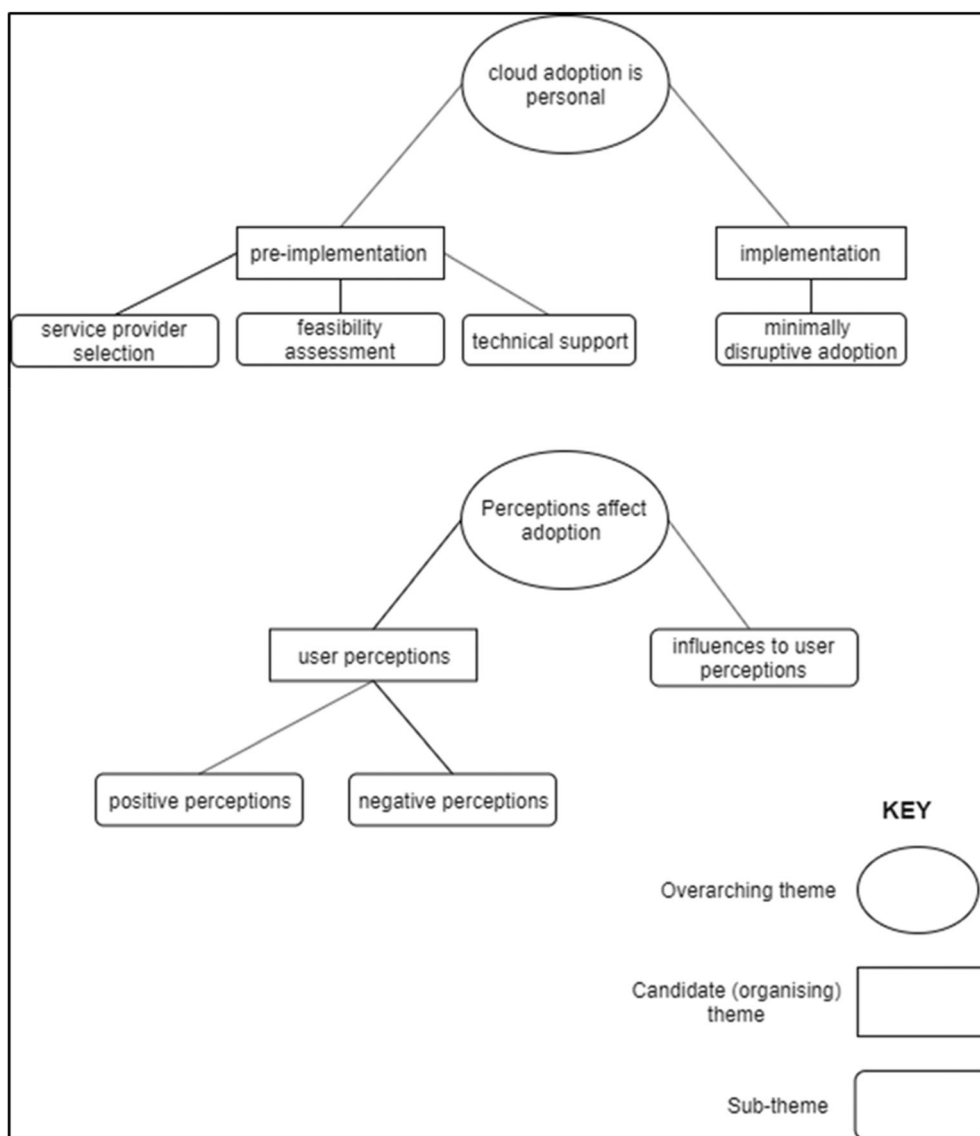 cloud adoption is
personal
pre-implementation
implementation
service provider
selection
feasibility
assessment
technical support
minimally
disruptive adoption
Perceptions affect
adoption
user perceptions
influences to user
perceptions
positive perceptions
negative perceptions
KEY
Overarching theme
Candidate (organising)
theme
Sub-theme